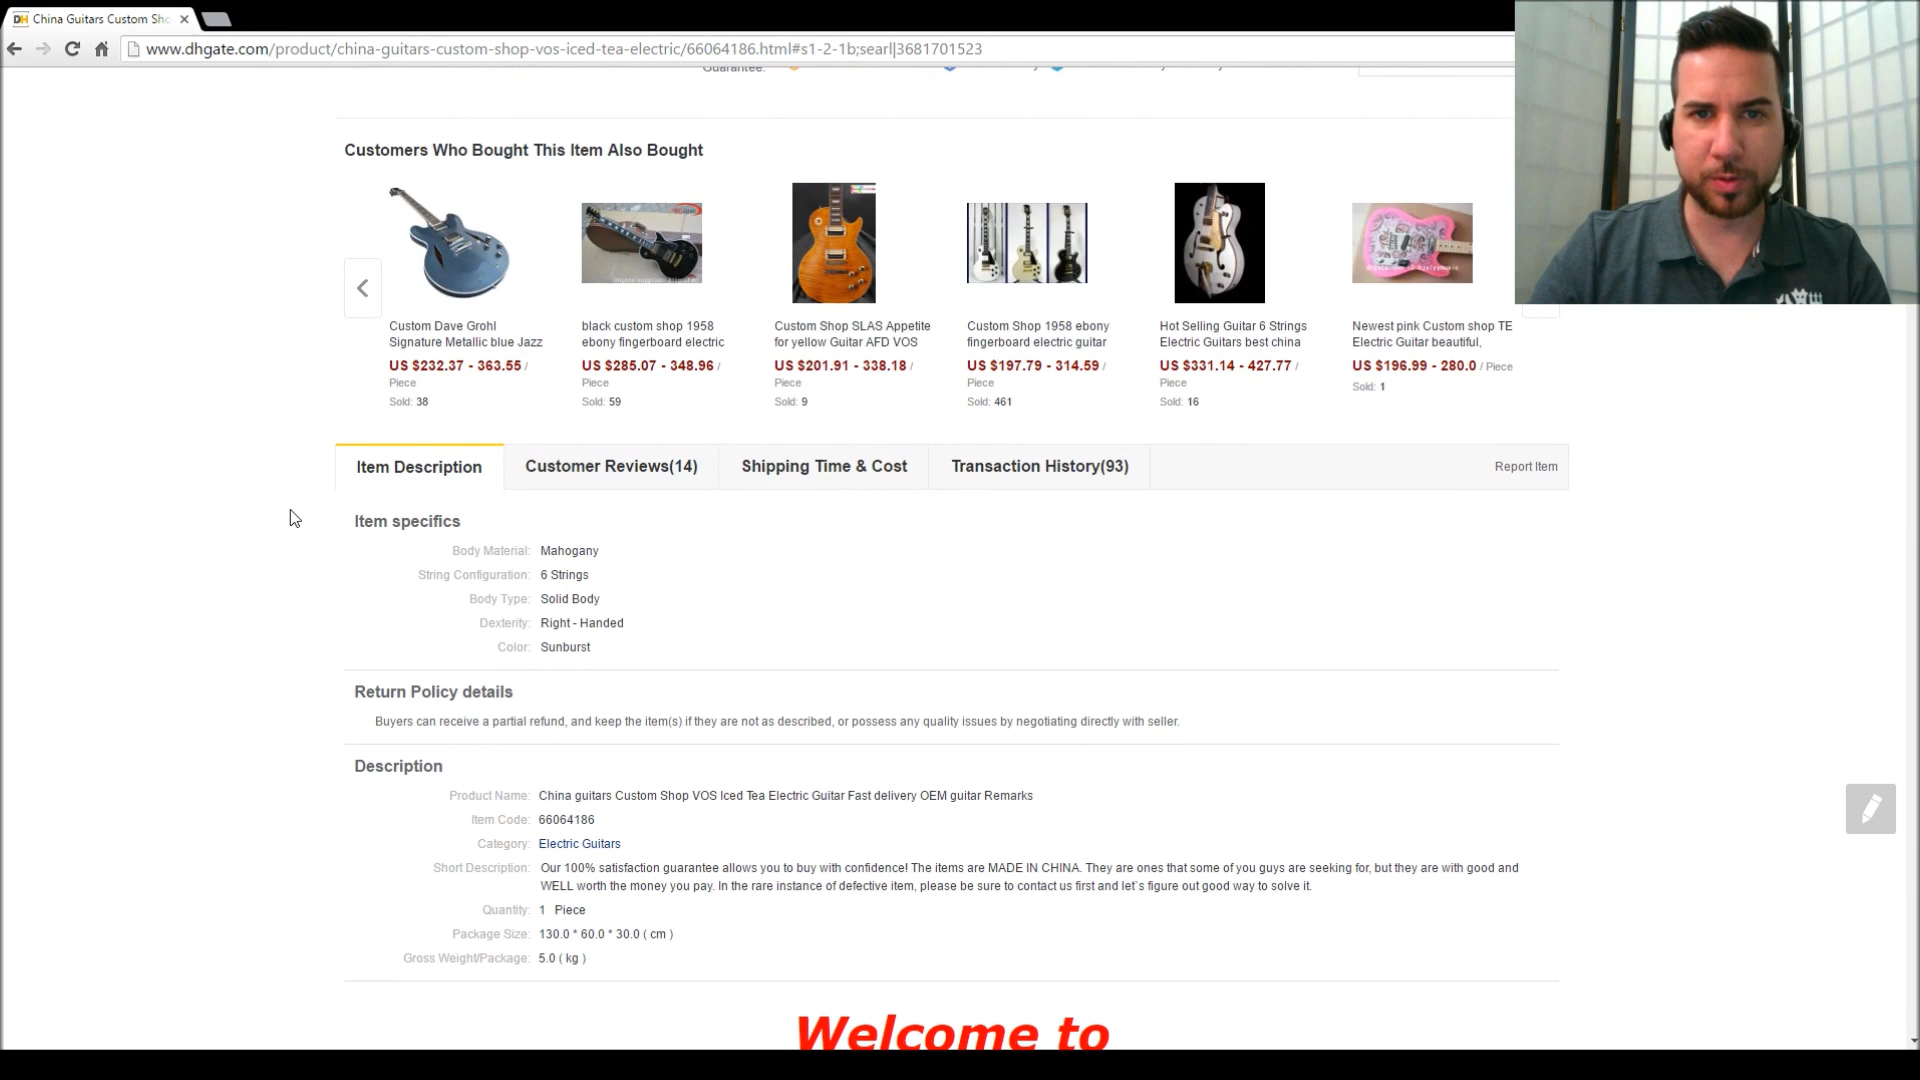 China Guitars Custom Sho
www.dhgate.com/product/china-guitars-custom-shop-vos-iced-tea-electric/66064186.html#s1-2-1b;searl|3681701523
Guarantee:
Customers Who Bought This Item Also Bought
Custom Dave Grohl
Signature Metallic blue Jazz
US $232.37 - 363.55 /
Piece
Sold: 38
black custom shop 1958
ebony fingerboard electric
US $285.07 - 348.96 /
Piece
Sold: 59
Custom Shop SLAS Appetite
for yellow Guitar AFD VOS
US $201.91 - 338.18 /
Piece
Sold: 9
Custom Shop 1958 ebony
fingerboard electric guitar
US $197.79 - 314.59 /
Piece
Sold: 461
Hot Selling Guitar 6 Strings
Electric Guitars best china
US $331.14 - 427.77 /
Piece
Sold: 16
Newest pink Custom shop TE
Electric Guitar beautiful,
US $196.99 - 280.0 / Piece
Sold: 1
Item Description
Customer Reviews(14)
Shipping Time & Cost
Transaction History(93)
Report Item
Item specifics
Body Material: Mahogany
String Configuration: 6 Strings
Body Type: Solid Body
Dexterity: Right - Handed
Color: Sunburst
Return Policy details
Buyers can receive a partial refund, and keep the item(s) if they are not as described, or possess any quality issues by negotiating directly with seller.
Description
Product Name: China guitars Custom Shop VOS Iced Tea Electric Guitar Fast delivery OEM guitar Remarks
Item Code: 66064186
Category: Electric Guitars
Short Description: Our 100% satisfaction guarantee allows you to buy with confidence! The items are MADE IN CHINA. They are ones that some of you guys are seeking for, but they are with good and
WELL worth the money you pay. In the rare instance of defective item, please be sure to contact us first and let`s figure out good way to solve it.
Quantity: 1 Piece
Package Size: 130.0 * 60.0 * 30.0 ( cm )
Gross Weight/Package: 5.0 ( kg )
Welcome to